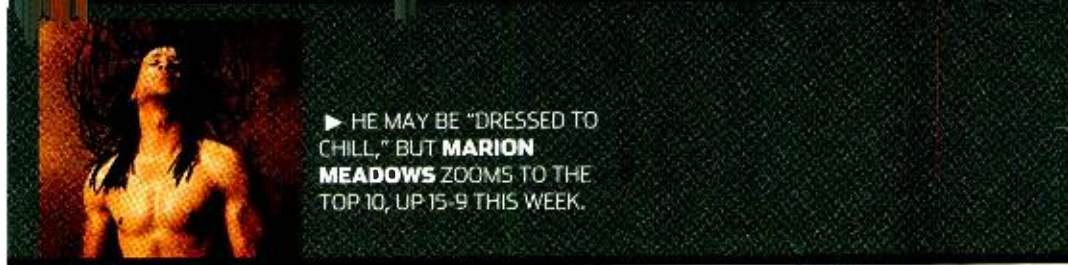 ▶ HE MAY BE "DRESSED TO
CHILL," BUT MARION
MEADOWS ZOOMS TO THE
TOP 10, UP 15-9 THIS WEEK.